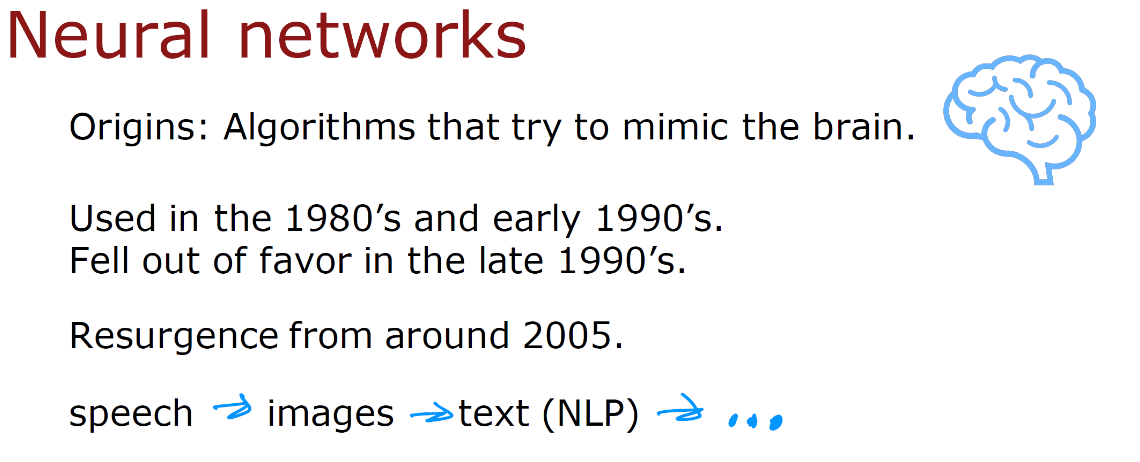 Neural networks
Origins: Algorithms that try to mimic the brain.
Used in the 1980’s and early 1990’s.
Fell out of favor in the late 1990’s.
Resurgence from around 2005.
speech → images → text (NLP) → ...